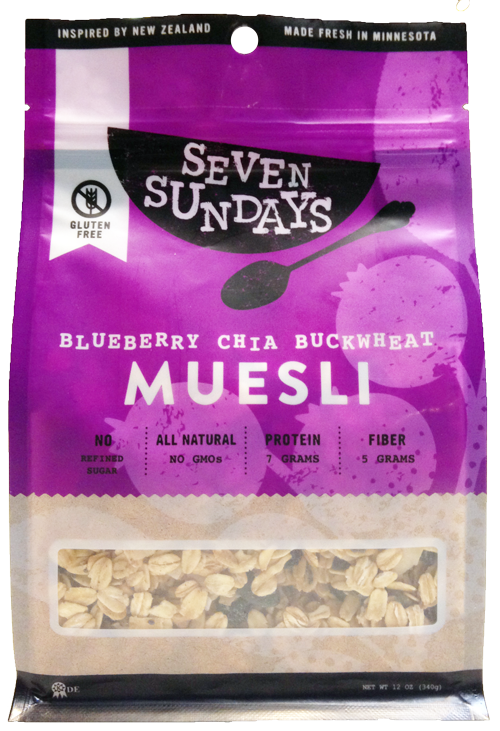 INSPIRED BY NEW ZEALAND
MADE FRESH IN MINNESOTA
SEVEN
SUNDAYS
GLUTEN
FREE
BLUEBERRY CHIA BUCKWHEAT
MUESLI
NO
REFINED
SUGAR
ALL NATURAL
NO GMOs
PROTEIN
7 GRAMS
FIBER
5 GRAMS
DE
NET WT 12 OZ (340g)